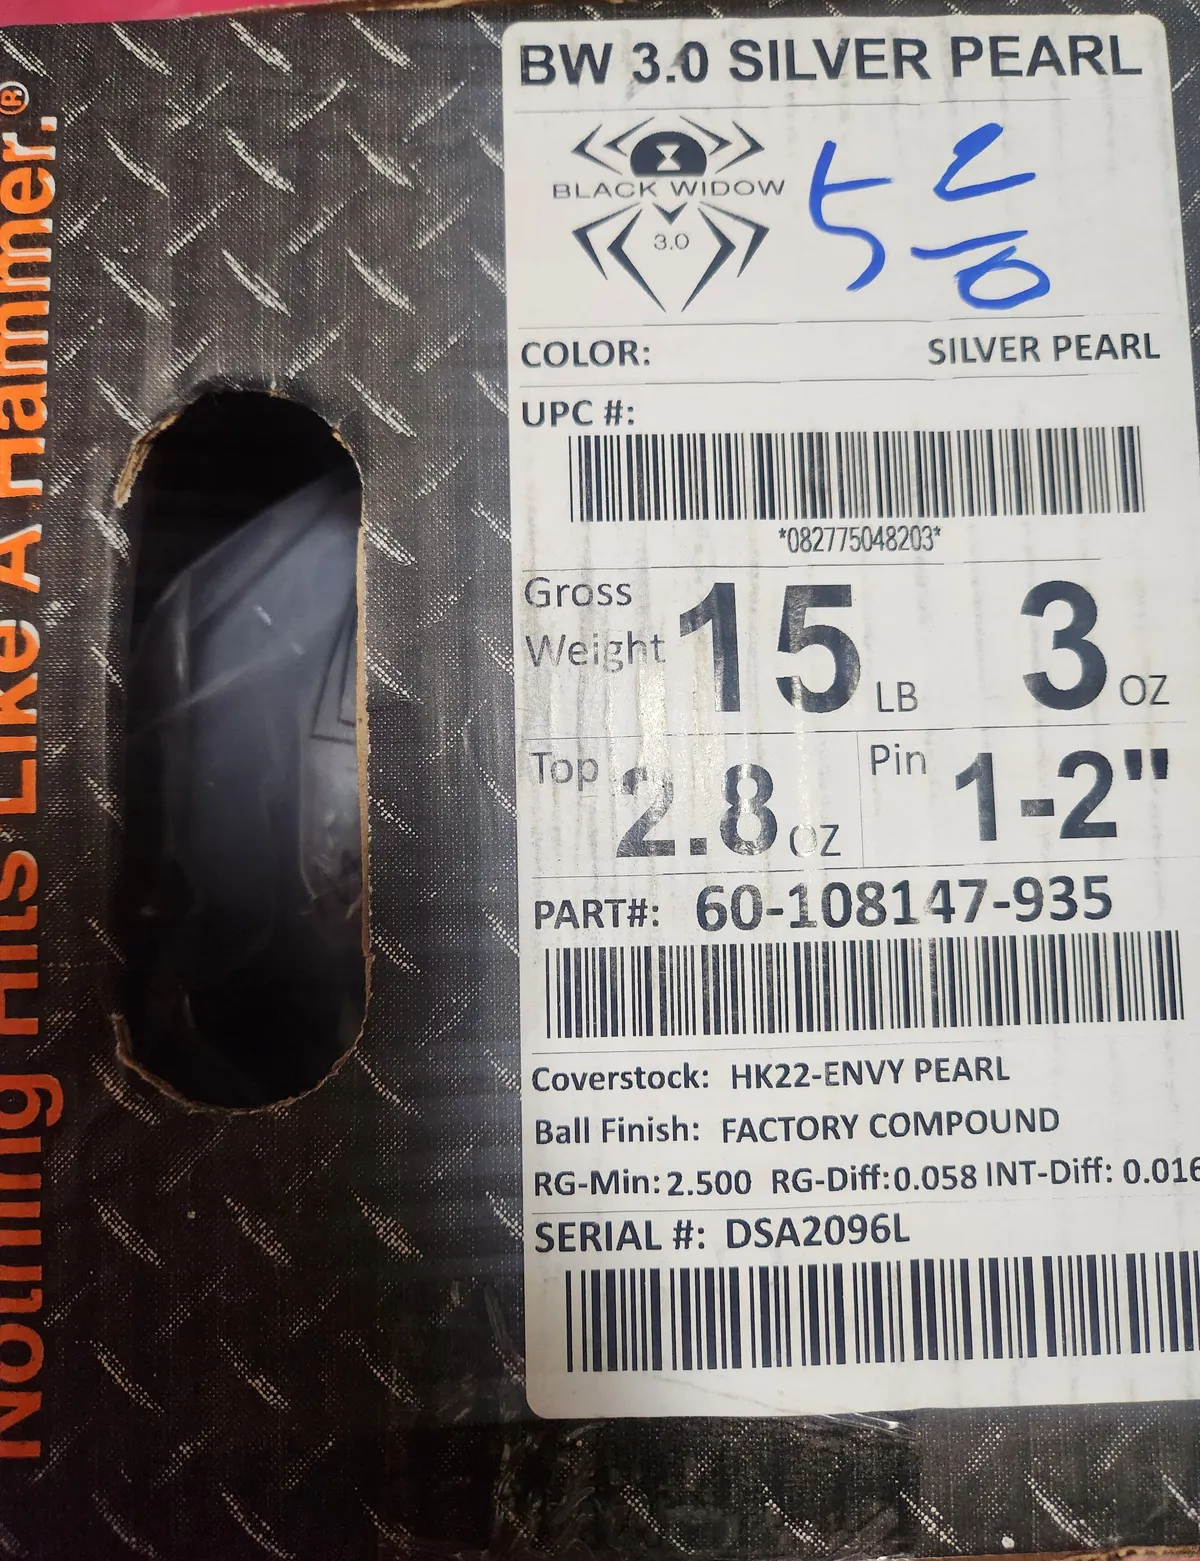 Nothing Hits Like A Hammer.®
BW 3.0 SILVER PEARL
BLACK WIDOW
3.0
COLOR: SILVER PEARL
UPC #:
*082775048203*
Gross Weight 15 LB 3 OZ
Top 2.8 OZ Pin 1-2"
PART#: 60-108147-935
Coverstock: HK22-ENVY PEARL
Ball Finish: FACTORY COMPOUND
RG-Min: 2.500 RG-Diff:0.058 INT-Diff: 0.016
SERIAL #: DSA2096L